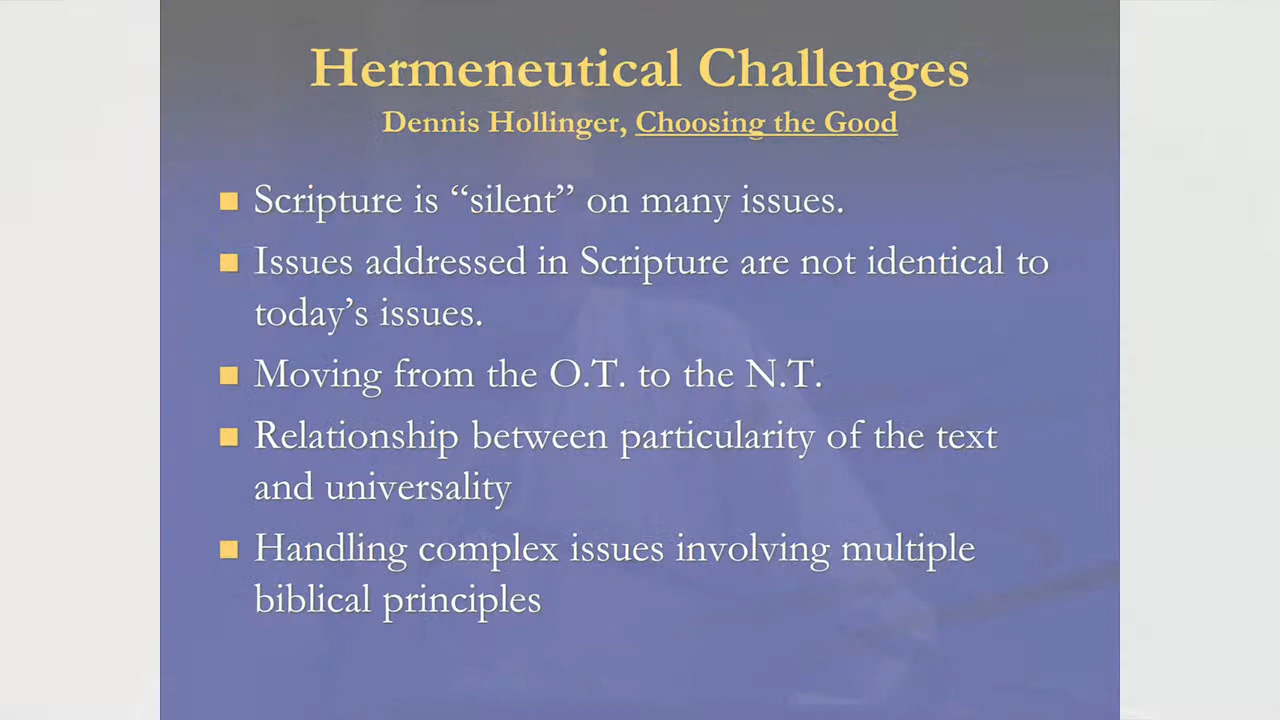 Hermeneutical Challenges
Dennis Hollinger, Choosing the Good
Scripture is “silent” on many issues.
Issues addressed in Scripture are not identical to
today’s issues.
Moving from the O.T. to the N.T.
Relationship between particularity of the text
and universality
Handling complex issues involving multiple
biblical principles